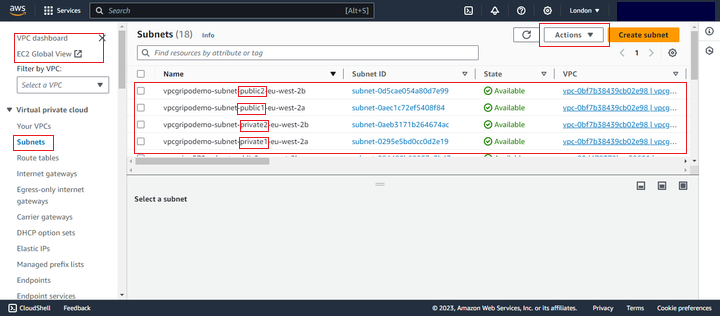 aws
Services
Search
[Alt+S]
London
VPC dashboard
EC2 Global View
Filter by VPC:
Select a VPC
Virtual private cloud
Your VPCs
Subnets
Route tables
Internet gateways
Egress-only internet
gateways
Carrier gateways
DHCP option sets
Elastic IPs
Managed prefix lists
Endpoints
Endpoint services
Subnets (18) Info
Actions
Create subnet
Find resources by attribute or tag
1
Name Subnet ID State VPC
vpcgripodemo-subnet-public2-eu-west-2b subnet-0d5cae054a80d7e99 Available vpc-0bf7b38439cb02e98 | vpcg...
vpcgripodemo-subnet-public1-eu-west-2a subnet-0aec1c72ef5408f84 Available vpc-0bf7b38439cb02e98 | vpcg...
vpcgripodemo-subnet-private2-eu-west-2b subnet-0aeb3171b264674ac Available vpc-0bf7b38439cb02e98 | vpcg...
vpcgripodemo-subnet-private1-eu-west-2a subnet-0295e5bd0cc0d2e19 Available vpc-0bf7b38439cb02e98 | vpcg...
Select a subnet
CloudShell
© 2023, Amazon Web Services, Inc. or its affiliates. Privacy Terms Cookie preferences